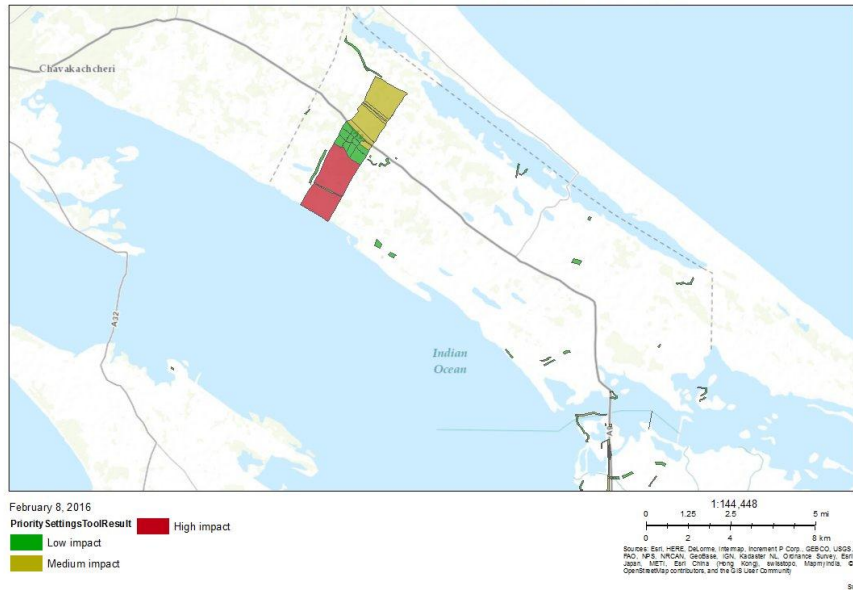 Chavakachcheri
A32
Indian
Ocean
February 8, 2016
PrioritySettingsToolResult
High impact
Low impact
Medium impact
1:144,448
0 1.25 2.5 5 mi
0 2 4 8 km
Sources: Esri, HERE, DeLorme, Intermap, Increment P Corp., GEBCO, USGS,
FAO, NPS, NRCAN, GeoBase, IGN, Kadaster NL, Ordnance Survey, Esri
Japan, METI, Esri China (Hong Kong), swisstopo, MapmyIndia, ©
OpenStreetMap contributors, and the GIS User Community